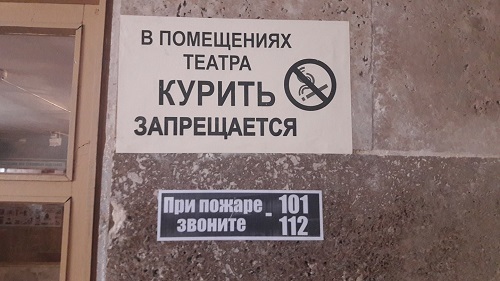 В ПОМЕЩЕНИЯХ
ТЕАТРА
КУРИТЬ
ЗАПРЕЩАЕТСЯ
При пожаре - 101
звоните 112